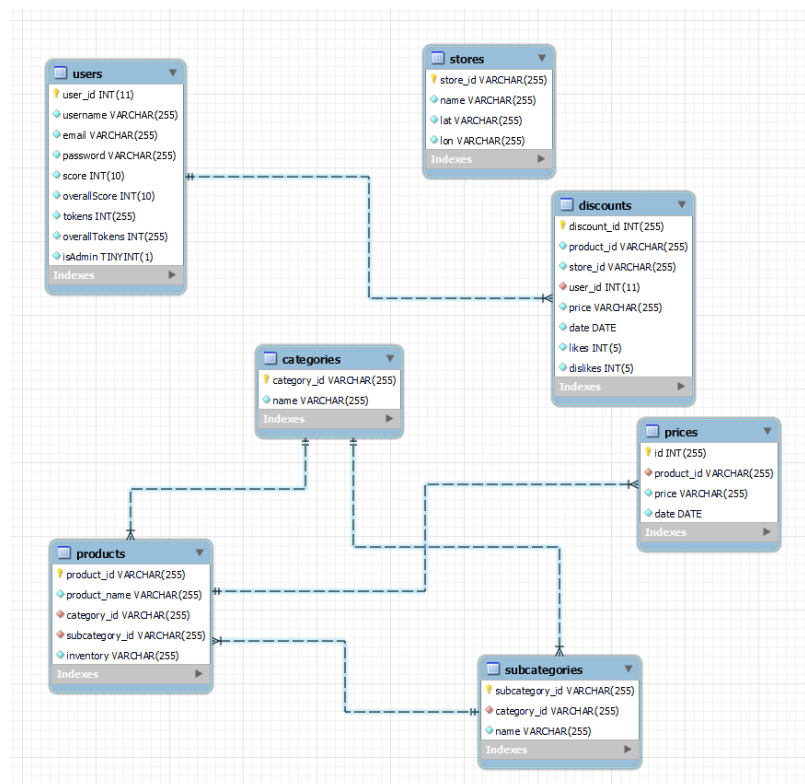 users
user_id INT(11)
username VARCHAR(255)
email VARCHAR(255)
password VARCHAR(255)
score INT(10)
overallScore INT(10)
tokens INT(255)
overallTokens INT(255)
isAdmin TINYINT(1)
Indexes
stores
store_id VARCHAR(255)
name VARCHAR(255)
lat VARCHAR(255)
lon VARCHAR(255)
Indexes
discounts
discount_id INT(255)
product_id VARCHAR(255)
store_id VARCHAR(255)
user_id INT(11)
price VARCHAR(255)
date DATE
likes INT(5)
dislikes INT(5)
Indexes
categories
category_id VARCHAR(255)
name VARCHAR(255)
Indexes
prices
id INT(255)
product_id VARCHAR(255)
price VARCHAR(255)
date DATE
Indexes
products
product_id VARCHAR(255)
product_name VARCHAR(255)
category_id VARCHAR(255)
subcategory_id VARCHAR(255)
inventory VARCHAR(255)
Indexes
subcategories
subcategory_id VARCHAR(255)
category_id VARCHAR(255)
name VARCHAR(255)
Indexes